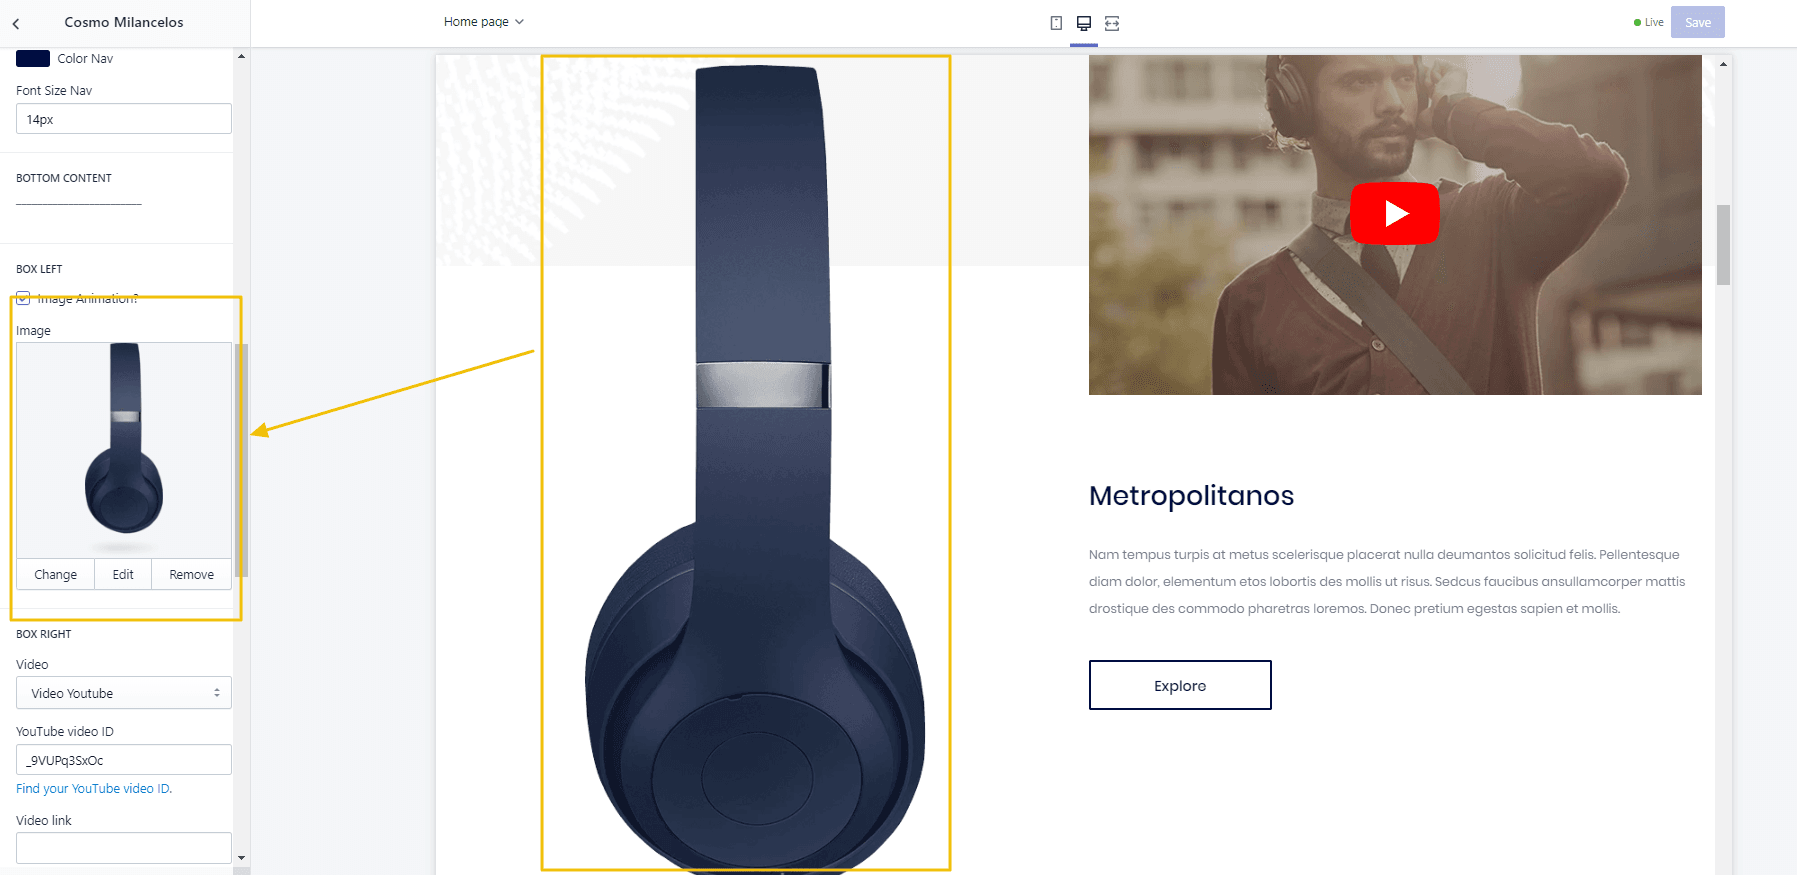 Cosmo Milancelos
Home page
Live
Save
Color Nav
Font Size Nav
14px
BOTTOM CONTENT
________________________
BOX LEFT
Image Animation?
Image
Change
Edit
Remove
BOX RIGHT
Video
Video Youtube
YouTube video ID
_9VUPq3SxOc
Find your YouTube video ID.
Video link
Metropolitanos
Nam tempus turpis at metus scelerisque placerat nulla deumantos solicitud felis. Pellentesque
diam dolor, elementum etos lobortis des mollis ut risus. Sedcus faucibus ansullamcorper mattis
drostique des commodo pharetras loremos. Donec pretium egestas sapien et mollis.
Explore